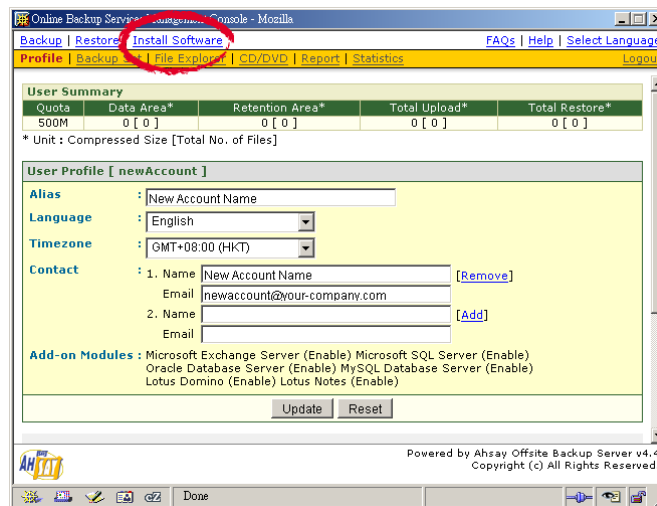 Online Backup Services Management Console - Mozilla
Backup | Restore | Install Software FAQs | Help | Select Language
Profile | Backup Set | File Explorer | CD/DVD | Report | Statistics Logou
User Summary
Quota Data Area* Retention Area* Total Upload* Total Restore*
500M 0 [ 0 ] 0 [ 0 ] 0 [ 0 ] 0 [ 0 ]
* Unit : Compressed Size [Total No. of Files]
User Profile [ newAccount ]
Alias : New Account Name
Language : English
Timezone : GMT+08:00 (HKT)
Contact : 1. Name New Account Name [Remove]
Email newaccount@your-company.com
2. Name [Add]
Email
Add-on Modules : Microsoft Exchange Server (Enable) Microsoft SQL Server (Enable)
Oracle Database Server (Enable) MySQL Database Server (Enable)
Lotus Domino (Enable) Lotus Notes (Enable)
Update Reset
Powered by Ahsay Offsite Backup Server v4.4
Copyright (c) All Rights Reserved
Done